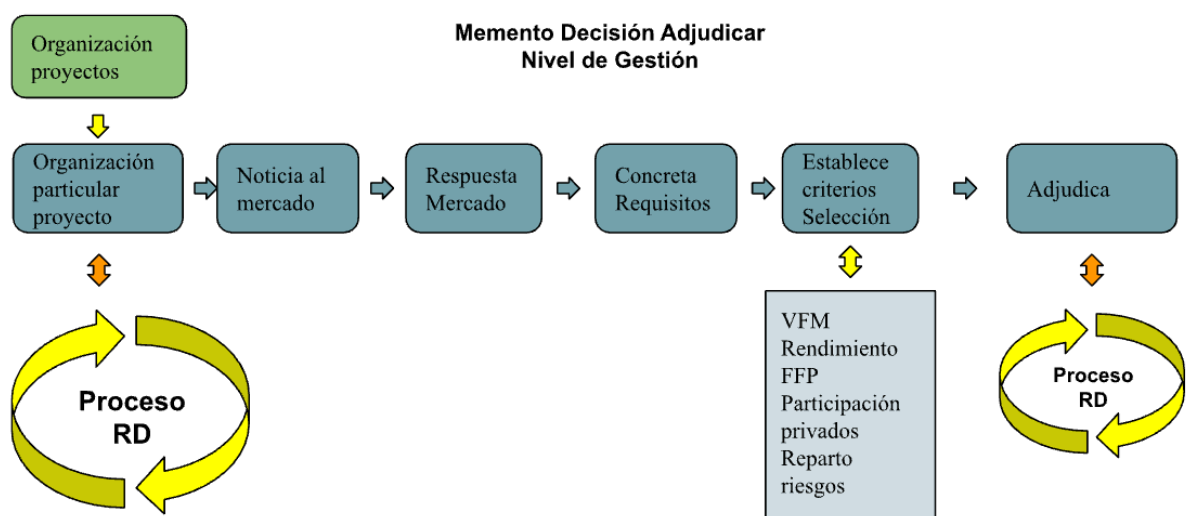 Memento Decisión Adjudicar
Nivel de Gestión
Organización
proyectos
Organización
particular
proyecto
Noticia al
mercado
Respuesta
Mercado
Concreta
Requisitos
Establece
criterios
Selección
Adjudica
Proceso
RD
VFM
Rendimiento
FFP
Participación
privados
Reparto
riesgos
Proceso
RD